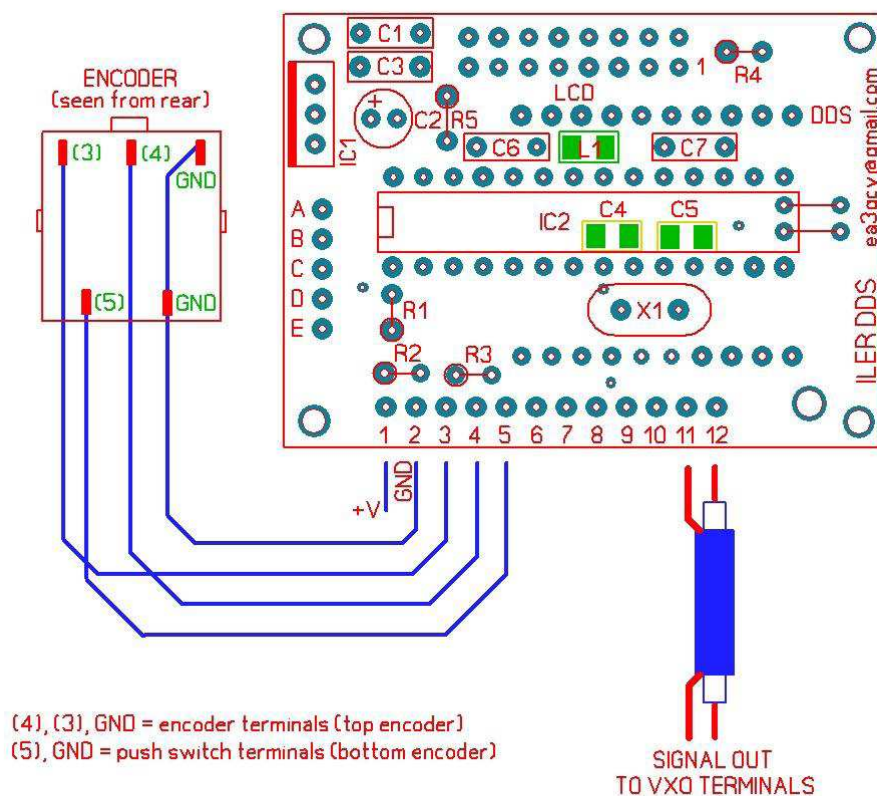 ENCODER
(seen from rear)
(3)
(4)
GND
(5)
GND
C1
C3
+
C2
IC1
R5
LCD
1
R4
DDS
C6
L1
C7
A
B
C
D
E
IC2
C4
C5
R1
X1
R2
R3
ea3gcy@gmail.com
ILER DDS
1 2 3 4 5 6 7 8 9 10 11 12
+V
GND
(4), (3), GND = encoder terminals (top encoder)
(5), GND = push switch terminals (bottom encoder)
SIGNAL OUT
TO VXO TERMINALS